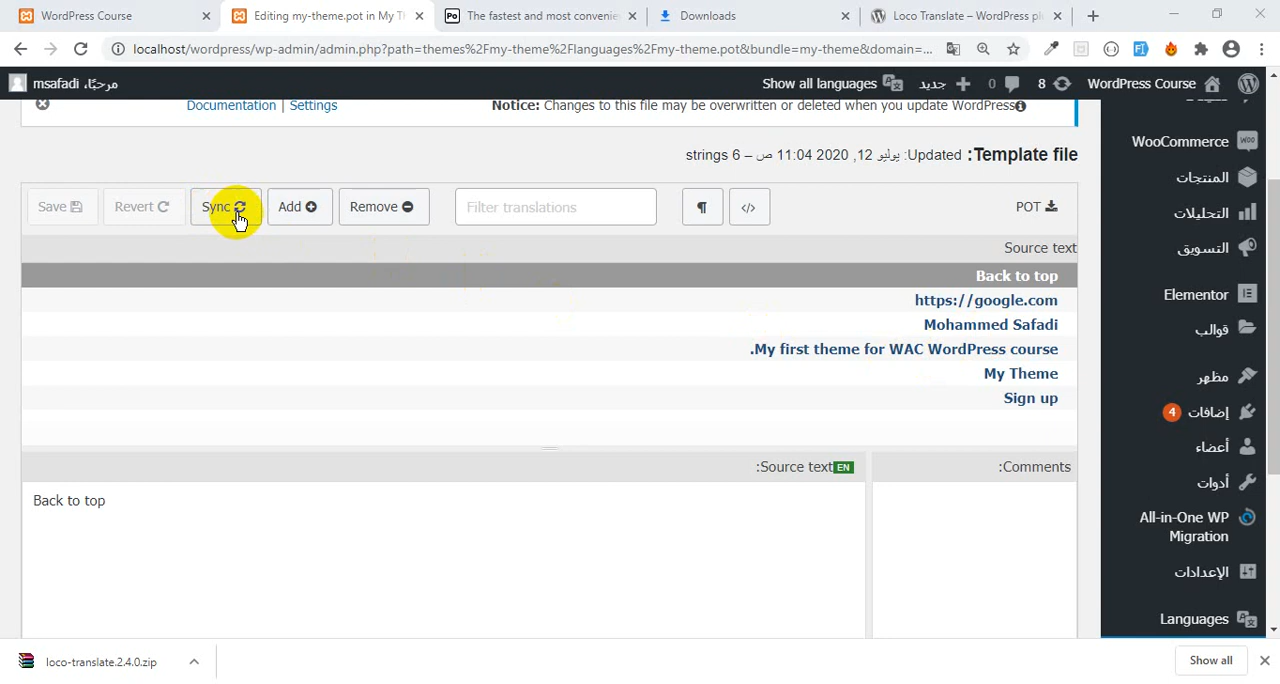 WordPress Course
Editing my-theme.pot in My T
The fastest and most convenie
Downloads
Loco Translate – WordPress pl
localhost/wordpress/wp-admin/admin.php?path=themes%2Fmy-theme%2Flanguages%2Fmy-theme.pot&bundle=my-theme&domain=...
مرحبًا، msafadi
Show all languages
جديد
0
8
WordPress Course
Documentation | Settings
Notice: Changes to this file may be overwritten or deleted when you update WordPress
Template file:
Updated: يوليو 12, 2020 11:04 ص – 6 strings
Save
Revert
Sync
Add
Remove
Filter translations
¶
</>
POT
Source text
Back to top
https://google.com
Mohammed Safadi
My first theme for WAC WordPress course.
My Theme
Sign up
Source text:
EN
Comments:
Back to top
WooCommerce
المنتجات
التحليلات
التسويق
Elementor
قوالب
مظهر
إضافات 4
أعضاء
أدوات
All-in-One WP
Migration
الإعدادات
Languages
loco-translate.2.4.0.zip
Show all